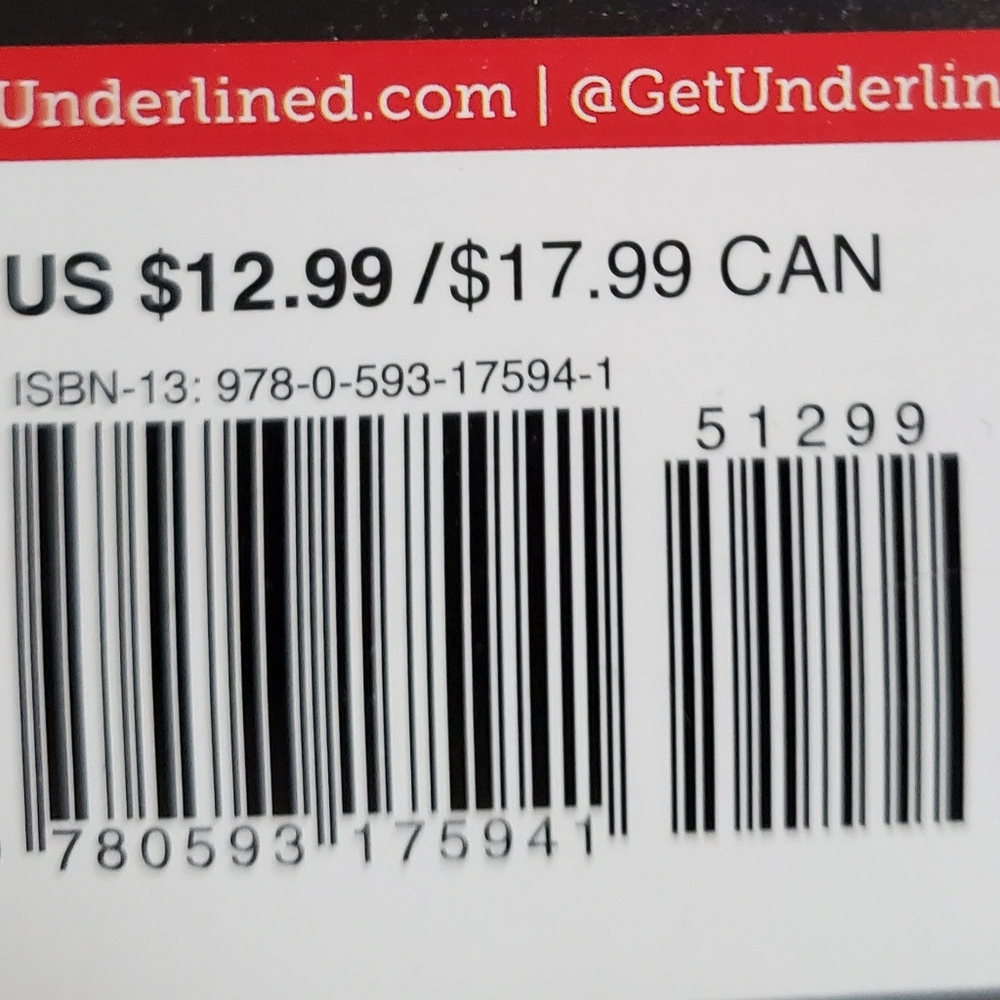 Underlined.com | @GetUnderlin
US $12.99 / $17.99 CAN
ISBN-13: 978-0-593-17594-1
51299
780593 175941